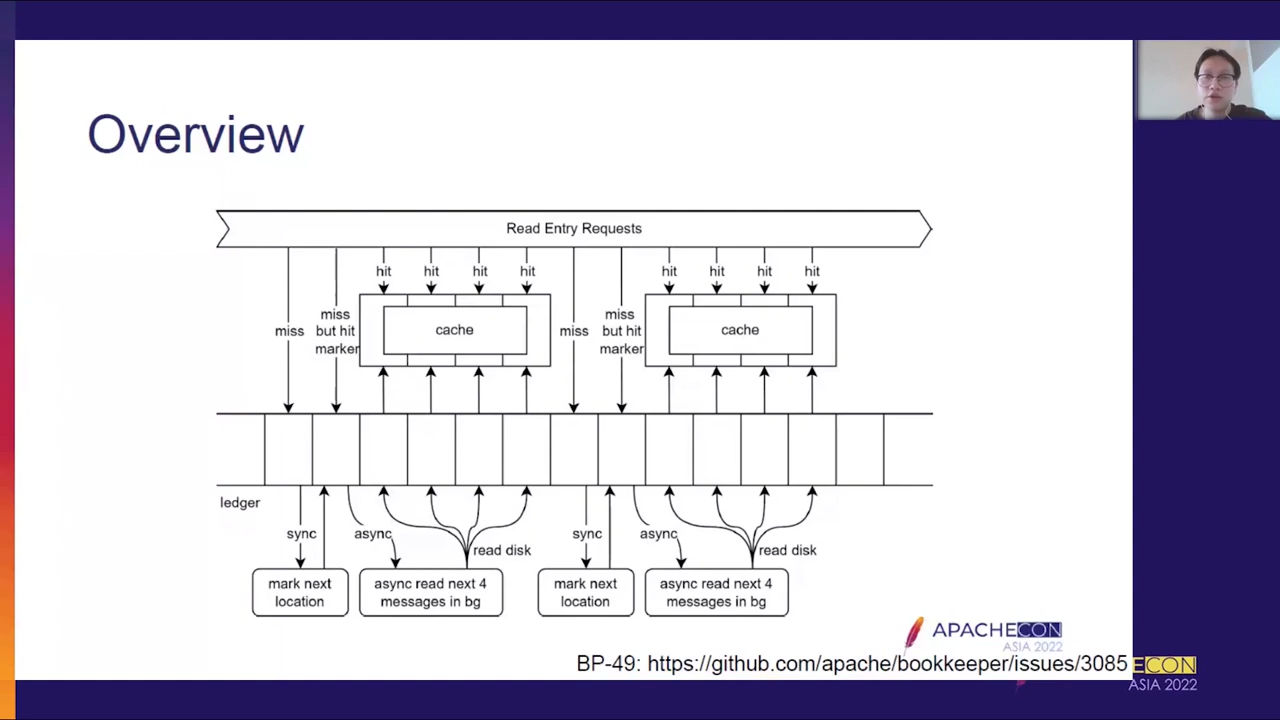 Overview
Read Entry Requests
hit
hit
hit
hit
hit
hit
hit
hit
miss
miss
but hit
marker
cache
miss
miss
but hit
marker
cache
ledger
sync
async
read disk
sync
async
read disk
mark next
location
async read next 4
messages in bg
mark next
location
async read next 4
messages in bg
APACHECON
ASIA 2022
BP-49: https://github.com/apache/bookkeeper/issues/3085
ECON
ASIA 2022